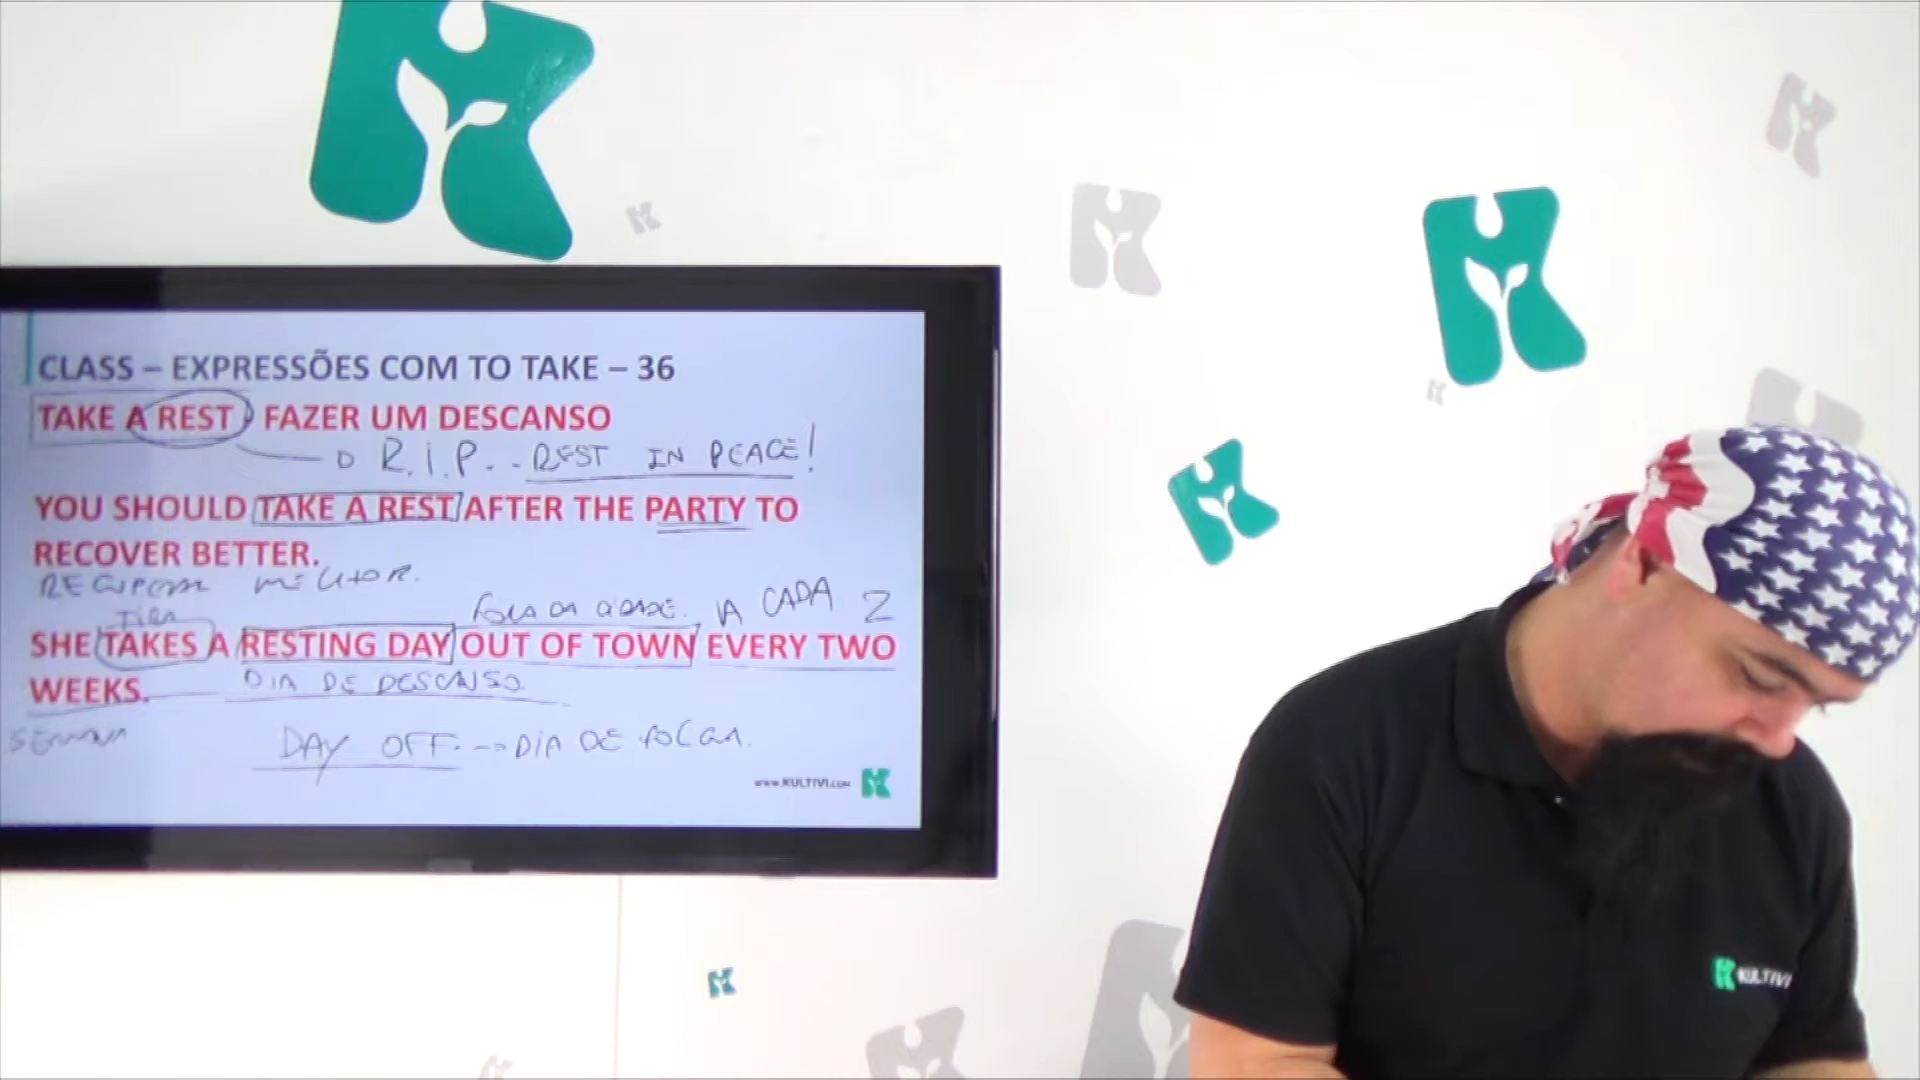 CLASS – EXPRESSÕES COM TO TAKE – 36
TAKE A REST FAZER UM DESCANSO
R.I.P. REST IN PEACE!
YOU SHOULD TAKE A REST AFTER THE PARTY TO
RECOVER BETTER.
MELHOR.
TIRA
FORA DA CIDADE. A CADA 2
SHE TAKES A RESTING DAY OUT OF TOWN EVERY TWO
WEEKS.
DIA DE DESCANSO
SEMANA
DAY OFF DIA DE
WWW.KULTIVI.COM
KULTIVI